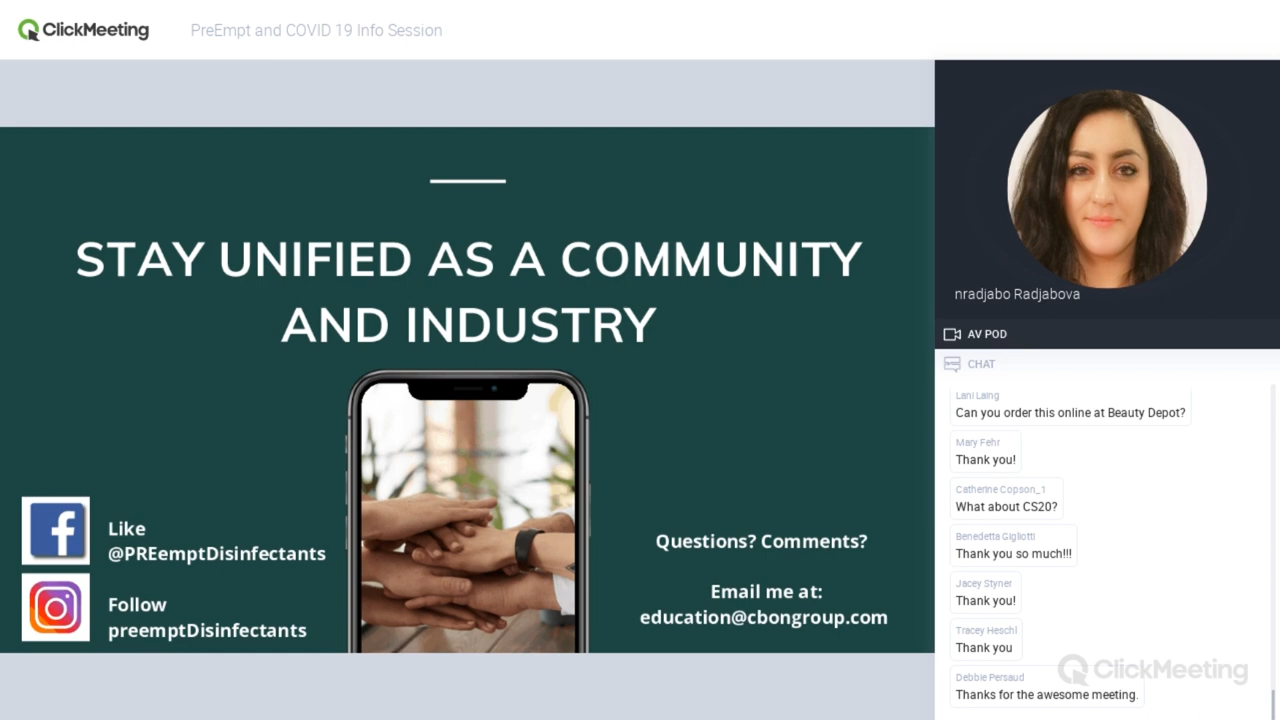 ClickMeeting
PreEmpt and COVID 19 Info Session
STAY UNIFIED AS A COMMUNITY
AND INDUSTRY
Like
@PREemptDisinfectants
Follow
preemptDisinfectants
Questions? Comments?
Email me at:
education@cbongroup.com
nradjabo Radjabova
AV POD
CHAT
Lani Laing
Can you order this online at Beauty Depot?
Mary Fehr
Thank you!
Catherine Copson_1
What about CS20?
Benedetta Gigliotti
Thank you so much!!!
Jacey Styner
Thank you!
Tracey Heschl
Thank you
Debbie Persaud
Thanks for the awesome meeting.
ClickMeeting